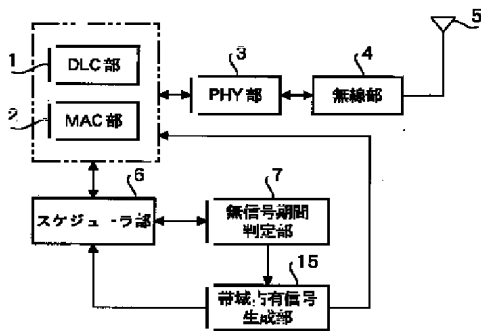 5
1
DLC部
3
4
2
MAC部
PHY部
無線部
6
7
スケジューラ部
無信号期間
判定部
15
帯域占有信号
生成部